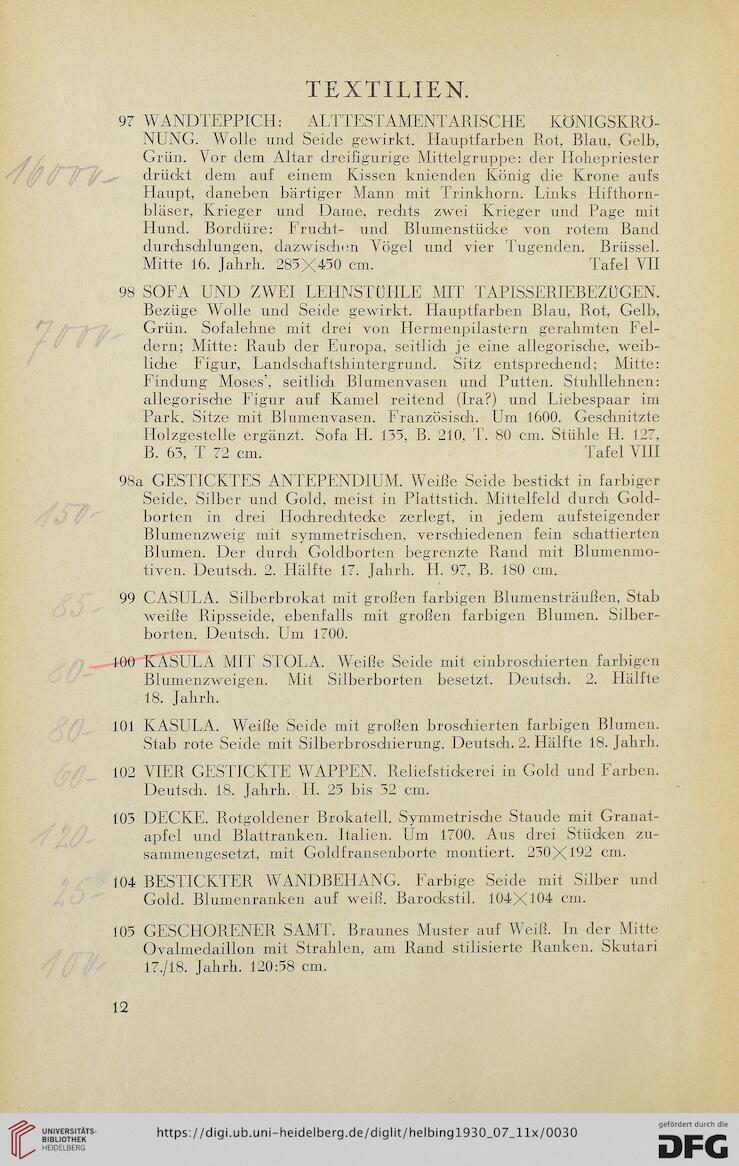 TEXTILIEN.
97 WANDTEPPICH: ALTTESTAMENTARISCHE KÖNIGSKRÖ-
NUNG. Wolle und Seide gewirkt. Hauptfarben Rot, Blau, Gelb,
Grün. Vor dem Altar dreifigurige Mittelgruppe: der Hohepriester
16000- drückt dem auf einem Kissen knienden König die Krone aufs
Haupt, daneben bärtiger Mann mit Trinkhorn. Links Hifthorn-
bläser, Krieger und Dame, rechts zwei Krieger und Page mit
Hund. Bordüre: Frucht- und Blumenstücke von rotem Band
durchschlungen, dazwischen Vögel und vier Tugenden. Brüssel.
Mitte 16. Jahrh. 285×450 cm. Tafel VII
98 SOFA UND ZWEI LEHNSTÜHLE MIT TAPISSERIEBEZÜGEN.
Bezüge Wolle und Seide gewirkt. Hauptfarben Blau, Rot, Gelb,
7000- Grün. Sofalehne mit drei von Hermenpilastern gerahmten Fel-
dern; Mitte: Raub der Europa, seitlich je eine allegorische, weib-
liche Figur, Landschaftshintergrund. Sitz entsprechend; Mitte:
Findung Moses', seitlich Blumenvasen und Putten. Stuhllehnen:
allegorische Figur auf Kamel reitend (Ira?) und Liebespaar im
Park. Sitze mit Blumenvasen. Französisch. Um 1600. Geschnitzte
Holzgestelle ergänzt. Sofa H. 135, B. 210, T. 80 cm. Stühle H. 127,
B. 63, T 72 cm. Tafel VIII
98a GESTICKTES ANTEPENDIUM. Weiße Seide bestickt in farbiger
Seide, Silber und Gold, meist in Plattstich. Mittelfeld durch Gold-
150- borten in drei Hochrechtecke zerlegt, in jedem aufsteigender
Blumenzweig mit symmetrischen, verschiedenen fein schattierten
Blumen. Der durch Goldborten begrenzte Rand mit Blumenmo-
tiven. Deutsch. 2. Hälfte 17. Jahrh. H. 97, B. 180 cm.
85- 99 CASULA. Silberbrokat mit großen farbigen Blumensträußen, Stab
weiße Ripsseide, ebenfalls mit großen farbigen Blumen. Silber-
borten. Deutsch. Um 1700.
80- 100 KASULA MIT STOLA. Weiße Seide mit einbroschierten farbigen
Blumenzweigen. Mit Silberborten besetzt. Deutsch. 2. Hälfte
18. Jahrh.
80- 101 KASULA. Weiße Seide mit großen broschierten farbigen Blumen.
Stab rote Seide mit Silberbroschierung. Deutsch. 2. Hälfte 18. Jahrh.
60- 102 VIER GESTICKTE WAPPEN. Reliefstickerei in Gold und Farben.
Deutsch. 18. Jahrh. H. 25 bis 32 cm.
120- 103 DECKE. Rotgoldener Brokatell. Symmetrische Staude mit Granat-
apfel und Blattranken. Italien. Um 1700. Aus drei Stücken zu-
sammengesetzt, mit Goldfransenborte montiert. 230×192 cm.
25- 104 BESTICKTER WANDBEHANG. Farbige Seide mit Silber und
Gold. Blumenranken auf weiß. Barockstil. 104×104 cm.
105 GESCHORENER SAMT. Braunes Muster auf Weiß. In der Mitte
Ovalmedaillon mit Strahlen, am Rand stilisierte Ranken. Skutari
100- 17./18. Jahrh. 120:58 cm.
12
UNIVERSITÄTS-
BIBLIOTHEK
HEIDELBERG
https://digi.ub.uni-heidelberg.de/diglit/helbing1930_07_11x/0030
gefördert durch die
DFG